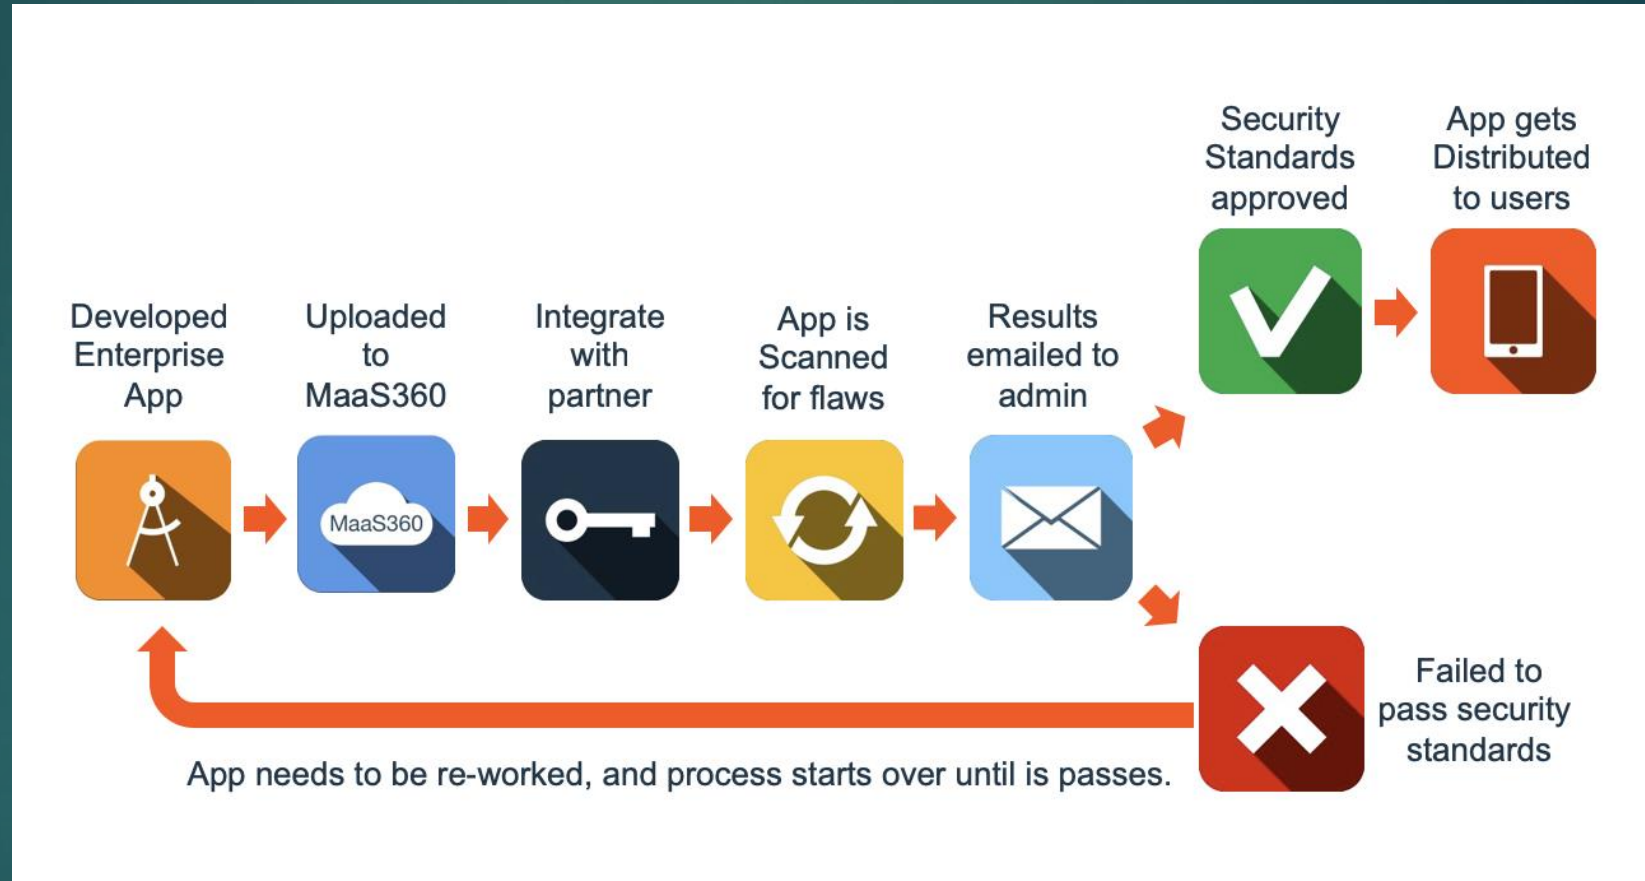 Developed
Enterprise
App
Uploaded
to
MaaS360
MaaS360
Integrate
with
partner
App is
Scanned
for flaws
Results
emailed to
admin
Security
Standards
approved
App gets
Distributed
to users
Failed to
pass security
standards
App needs to be re-worked, and process starts over until is passes.